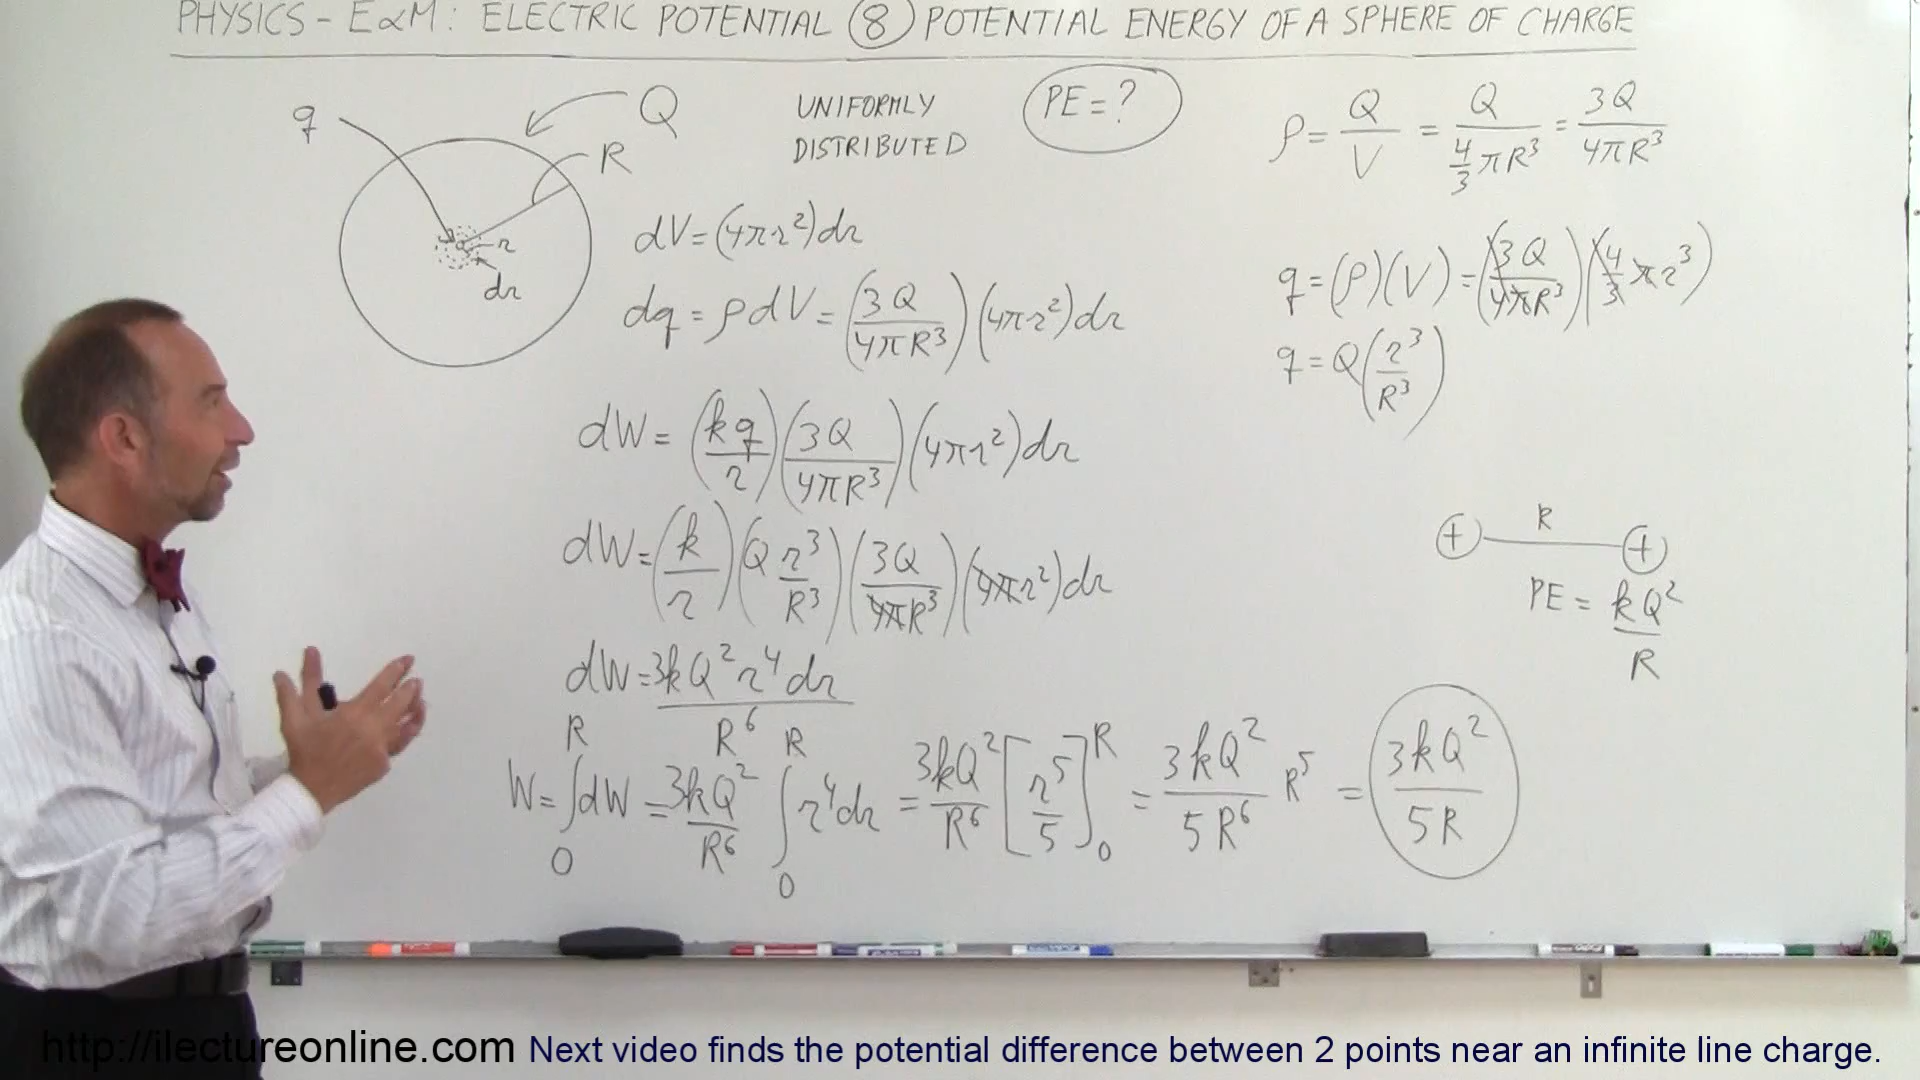 PHYSICS - E&M: ELECTRIC POTENTIAL (8) POTENTIAL ENERGY OF A SPHERE OF CHARGE
q
Q
R
r
dr
UNIFORMLY
DISTRIBUTED
PE = ?
ρ = Q/V = Q/(4/3 πR³) = 3Q/4πR³
dV = (4πr²)dr
q = (ρ)(V) = (3Q/4πR³)(4/3 πr³)
dq = ρdV = (3Q/4πR³)(4πr²)dr
q = Q(r³/R³)
dW = (kq/r)(3Q/4πR³)(4πr²)dr
dW = (k/r)(Q r³/R³)(3Q/4πR³)(4πr²)dr
+ R +
PE = kQ²/R
dW = 3kQ²r⁴dr/R⁶
W = ∫₀ᴿ dW = 3kQ²/R⁶ ∫₀ᴿ r⁴dr = 3kQ²/R⁶ [r⁵/5]₀ᴿ = 3kQ²/5R⁶ R⁵ = 3kQ²/5R
http://ilectureonline.com Next video finds the potential difference between 2 points near an infinite line charge.